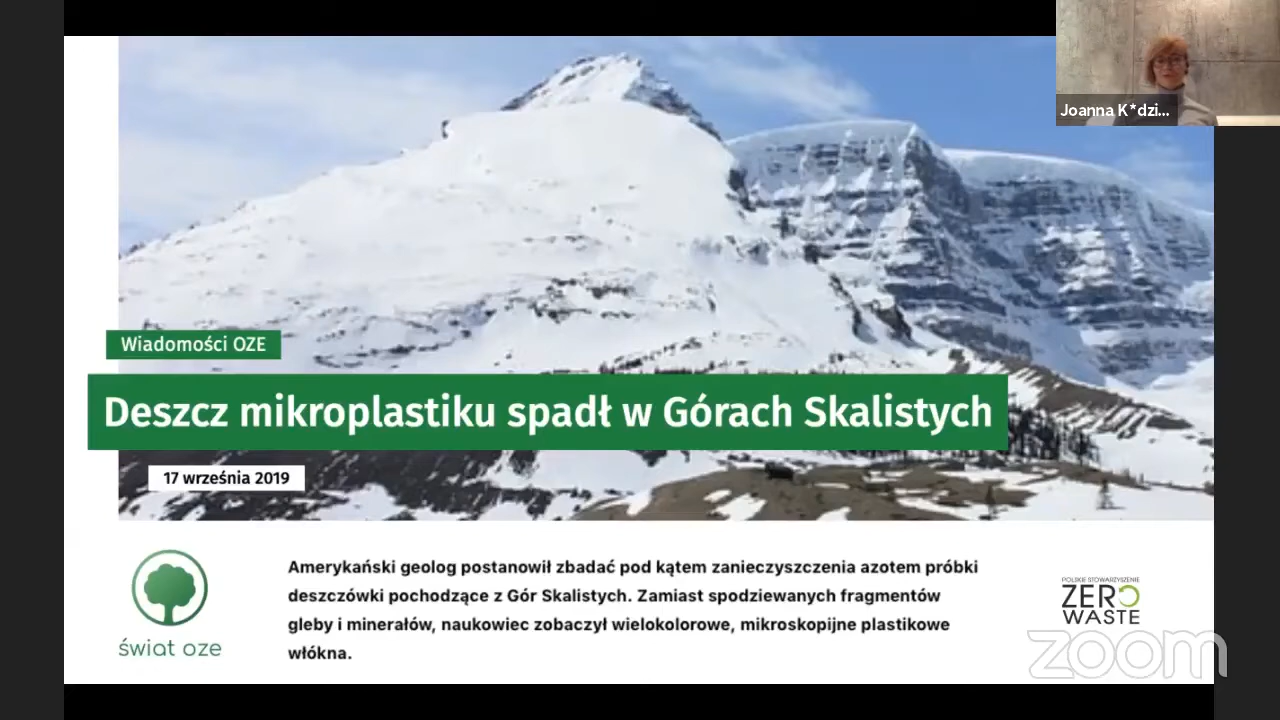 Joanna K*dzi...
Wiadomości OZE
Deszcz mikroplastiku spadł w Górach Skalistych
17 września 2019
świat oze
Amerykański geolog postanowił zbadać pod kątem zanieczyszczenia azotem próbki
deszczówki pochodzące z Gór Skalistych. Zamiast spodziewanych fragmentów
gleby i minerałów, naukowiec zobaczył wielokolorowe, mikroskopijne plastikowe
włókna.
POLSKIE STOWARZYSZENIE
ZERO
WASTE
zoom